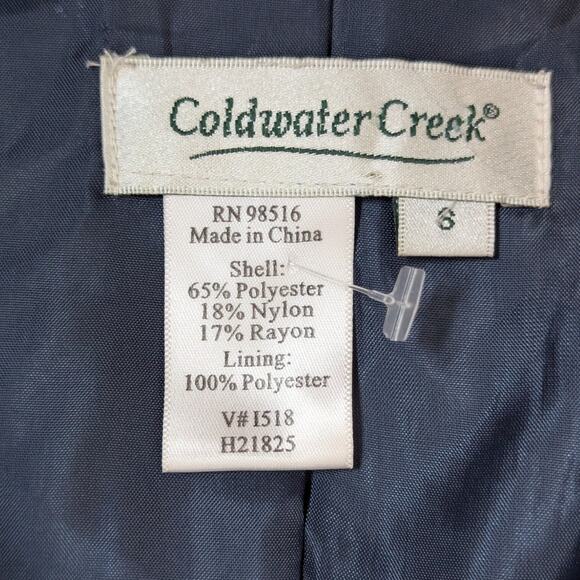 Coldwater Creek®
6
RN 98516
Made in China
Shell:
65% Polyester
18% Nylon
17% Rayon
Lining:
100% Polyester
V# I518
H21825